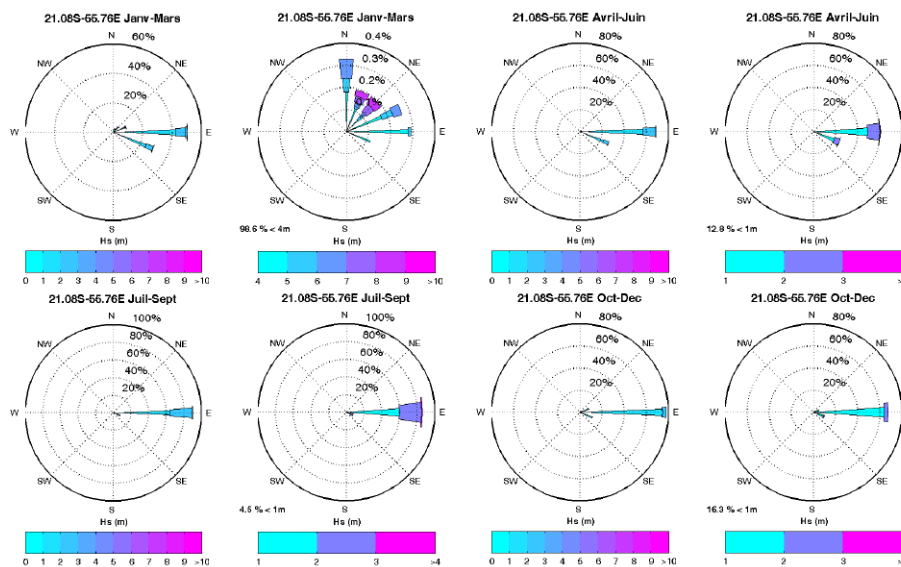 21.08S-55.76E Janv-Mars
N
60%
40%
20%
NW
NE
W
E
SW
SE
S
Hs (m)
0 1 2 3 4 5 6 7 8 9 >10
21.08S-55.76E Janv-Mars
N
0.4%
0.3%
0.2%
0.1%
NW
NE
W
E
SW
SE
S
98.6 % < 4m
Hs (m)
4 5 6 7 8 9 >10
21.08S-55.76E Avril-Juin
N
80%
60%
40%
20%
NW
NE
W
E
SW
SE
S
Hs (m)
0 1 2 3 4 5 6 7 8 9 >10
21.08S-55.76E Avril-Juin
N
80%
60%
40%
20%
NW
NE
W
E
SW
SE
S
12.8 % < 1m
Hs (m)
1 2 3
21.08S-55.76E Juil-Sept
N
100%
80%
60%
40%
20%
NW
NE
W
E
SW
SE
S
Hs (m)
0 1 2 3 4 5 6 7 8 9 >10
21.08S-55.76E Juil-Sept
N
100%
80%
60%
40%
20%
NW
NE
W
E
SW
SE
S
4.5 % < 1m
Hs (m)
1 2 3 >4
21.08S-55.76E Oct-Dec
N
80%
60%
40%
20%
NW
NE
W
E
SW
SE
S
Hs (m)
0 1 2 3 4 5 6 7 8 9 >10
21.08S-55.76E Oct-Dec
N
80%
60%
40%
20%
NW
NE
W
E
SW
SE
S
16.3 % < 1m
Hs (m)
1 2 3